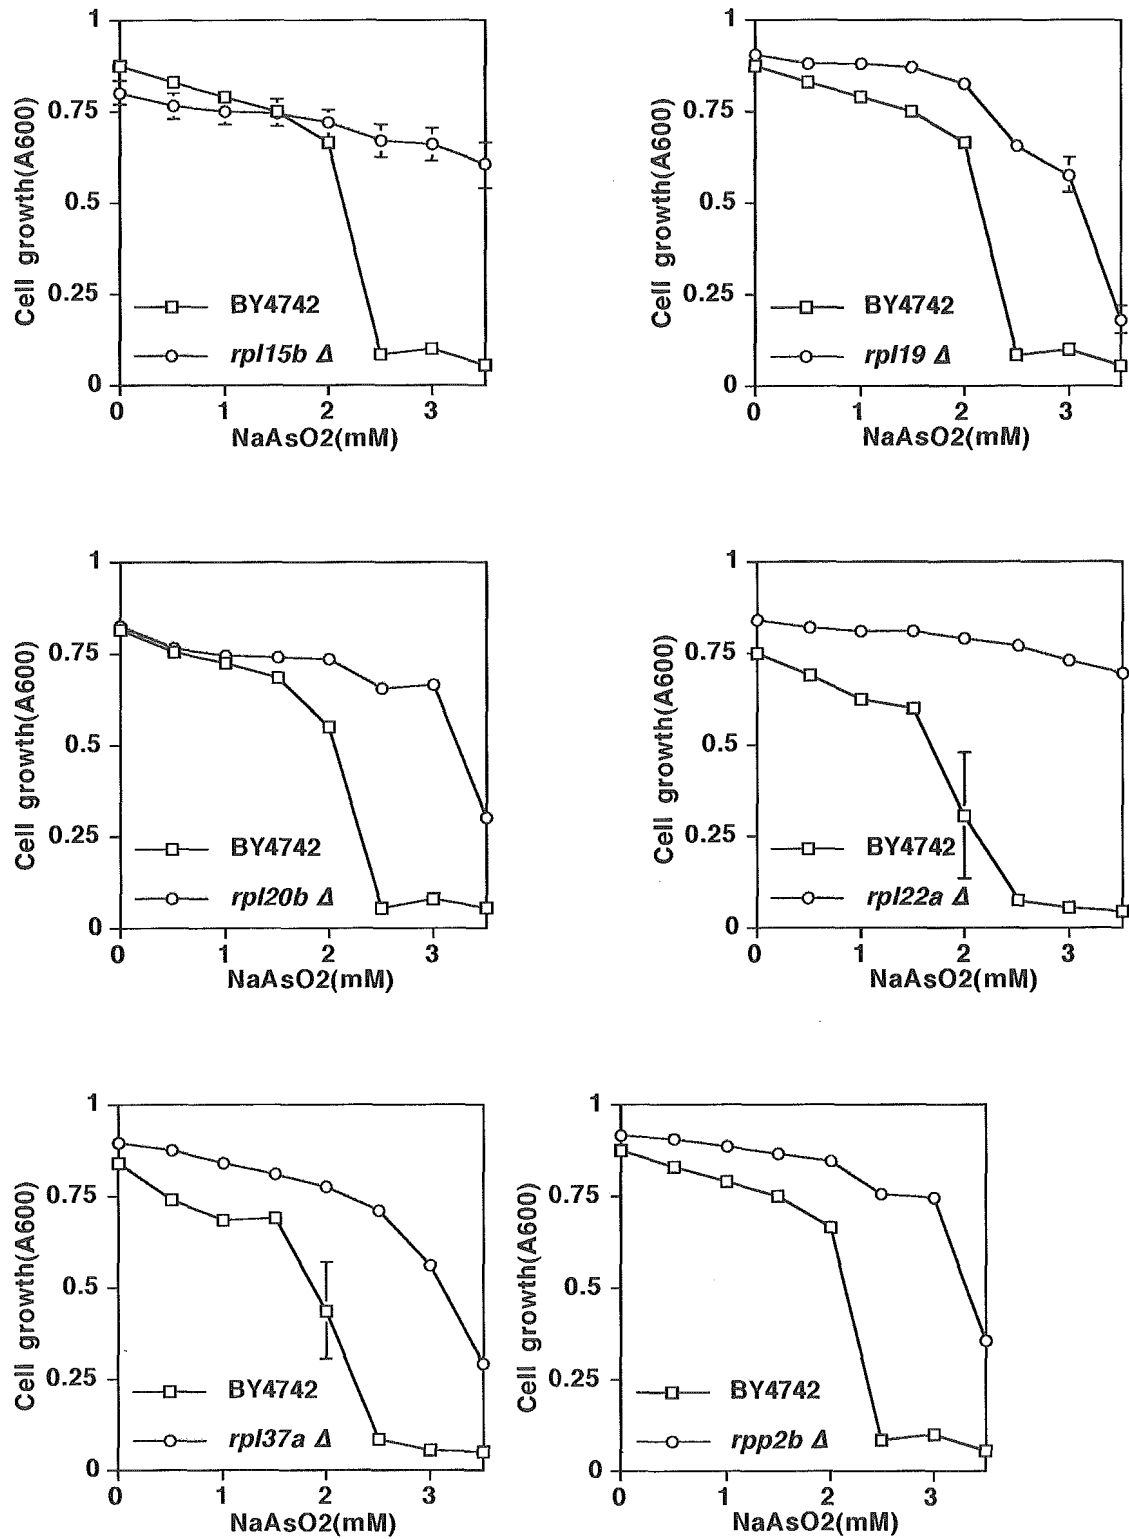 1
0.75
0.5
0.25
0
Cell growth(A600)
BY4742
rpl15b Δ
0 1 2 3
NaAsO2(mM)
1
0.75
0.5
0.25
0
Cell growth(A600)
BY4742
rpl19 Δ
0 1 2 3
NaAsO2(mM)
1
0.75
0.5
0.25
0
Cell growth(A600)
BY4742
rpl20b Δ
0 1 2 3
NaAsO2(mM)
1
0.75
0.5
0.25
0
Cell growth(A600)
BY4742
rpl22a Δ
0 1 2 3
NaAsO2(mM)
1
0.75
0.5
0.25
0
Cell growth(A600)
BY4742
rpl37a Δ
0 1 2 3
NaAsO2(mM)
1
0.75
0.5
0.25
0
Cell growth(A600)
BY4742
rpp2b Δ
0 1 2 3
NaAsO2(mM)